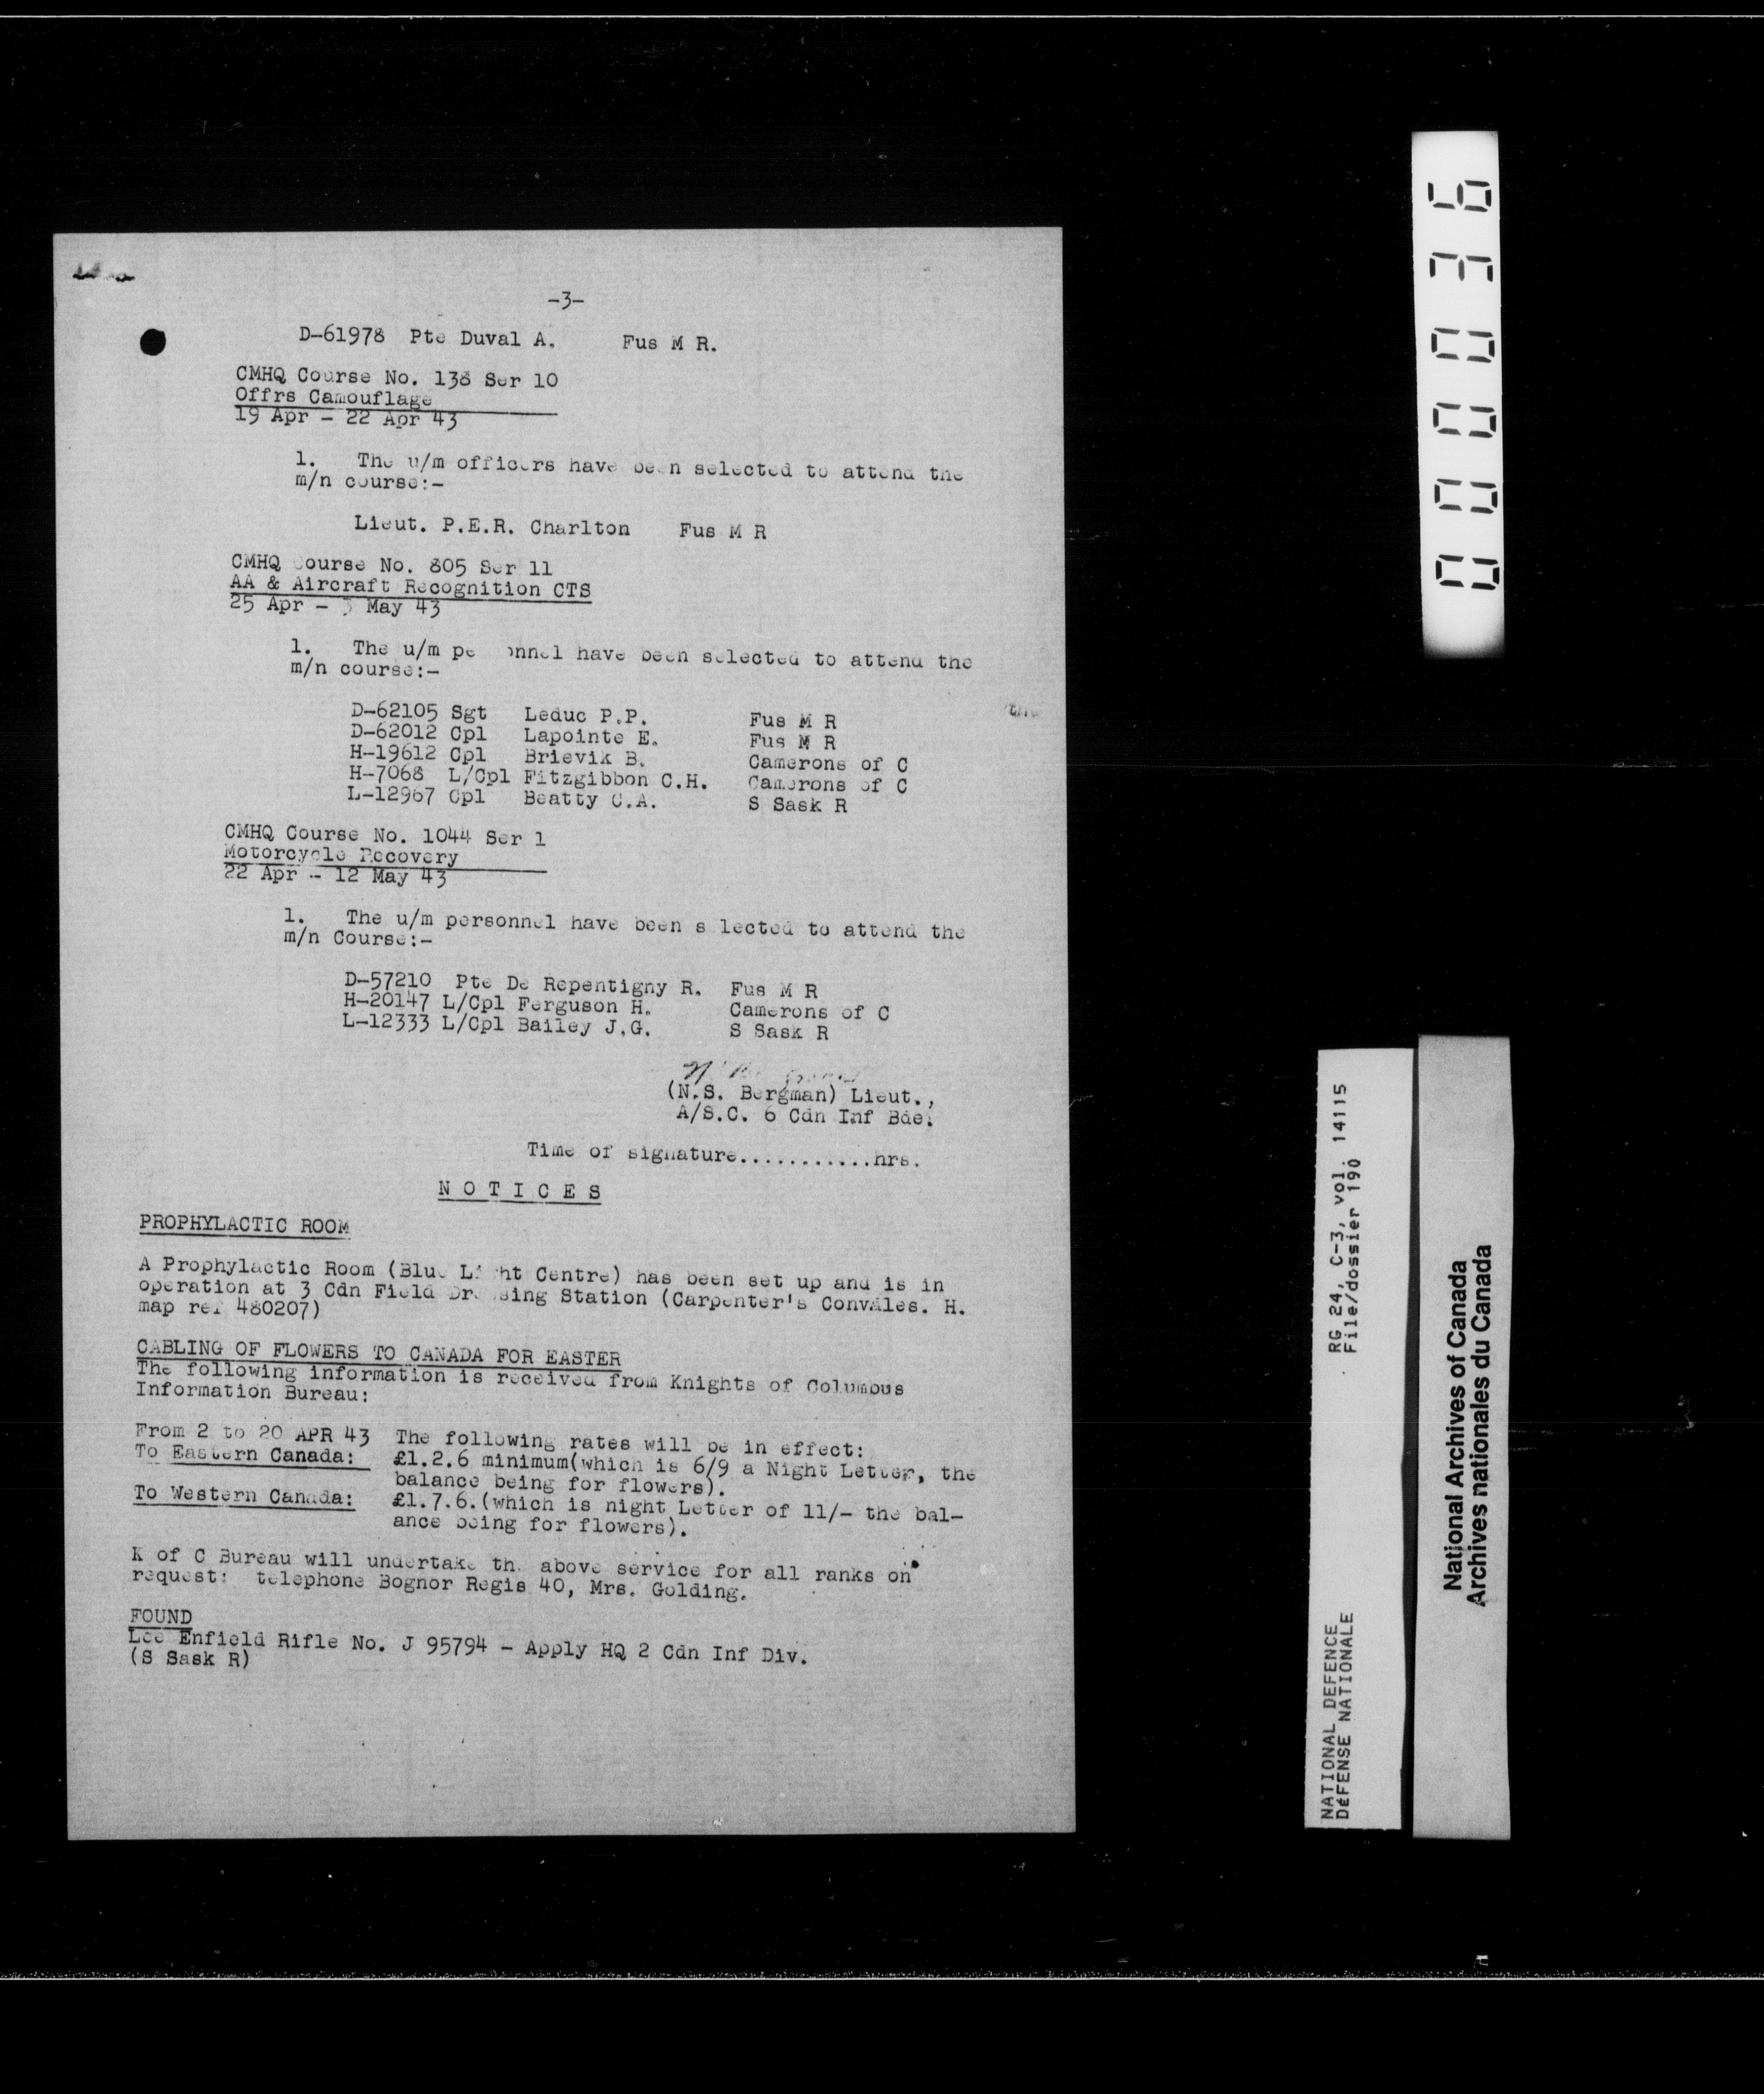 -3-
D-61978 Pte Duval A. Fus M R.
CMHQ Course No. 138 Ser 10
Offrs Camouflage
19 Apr - 22 Apr 43
1. The u/m officers have been selected to attend the
m/n course:-
Lieut. P.E.R. Charlton Fus M R
CMHQ Course No. 805 Ser 11
AA & Aircraft Recognition CTS
25 Apr - 3 May 43
1. The u/m personnel have been selected to attend the
m/n course:-
D-62105 Sgt Leduc P.P. Fus M R
D-62012 Cpl Lapointe E. Fus M R
H-19612 Cpl Brievik B. Camerons of C
H-7068 L/Cpl Fitzgibbon C.H. Camerons of C
L-12967 Cpl Beatty C.A. S Sask R
CMHQ Course No. 1044 Ser 1
Motorcycle Recovery
22 Apr - 12 May 43
1. The u/m personnel have been selected to attend the
m/n Course:-
D-57210 Pte De Repentigny R. Fus M R
H-20147 L/Cpl Ferguson H. Camerons of C
L-12333 L/Cpl Bailey J.G. S Sask R
(N.S. Bergman) Lieut.,
A/S.C. 6 Cdn Inf Bde.
Time of signature............hrs.
N O T I C E S
PROPHYLACTIC ROOM
A Prophylactic Room (Blue Light Centre) has been set up and is in
operation at 3 Cdn Field Dressing Station (Carpenter's Convales. H.
map ref 480207)
CABLING OF FLOWERS TO CANADA FOR EASTER
The following information is received from Knights of Columbus
Information Bureau:
From 2 to 20 APR 43 The following rates will be in effect:
To Eastern Canada: £1.2.6 minimum(which is 6/9 a Night Letter, the
balance being for flowers).
To Western Canada: £1.7.6.(which is night Letter of 11/- the bal-
ance being for flowers).
K of C Bureau will undertake the above service for all ranks on
request: telephone Bognor Regis 40, Mrs. Golding.
FOUND
Lee Enfield Rifle No. J 95794 - Apply HQ 2 Cdn Inf Div.
(S Sask R)
000036
NATIONAL DEFENCE RG 24, C-3, vol. 14115
DéFENSE NATIONALE File/dossier 190
National Archives of Canada
Archives nationales du Canada